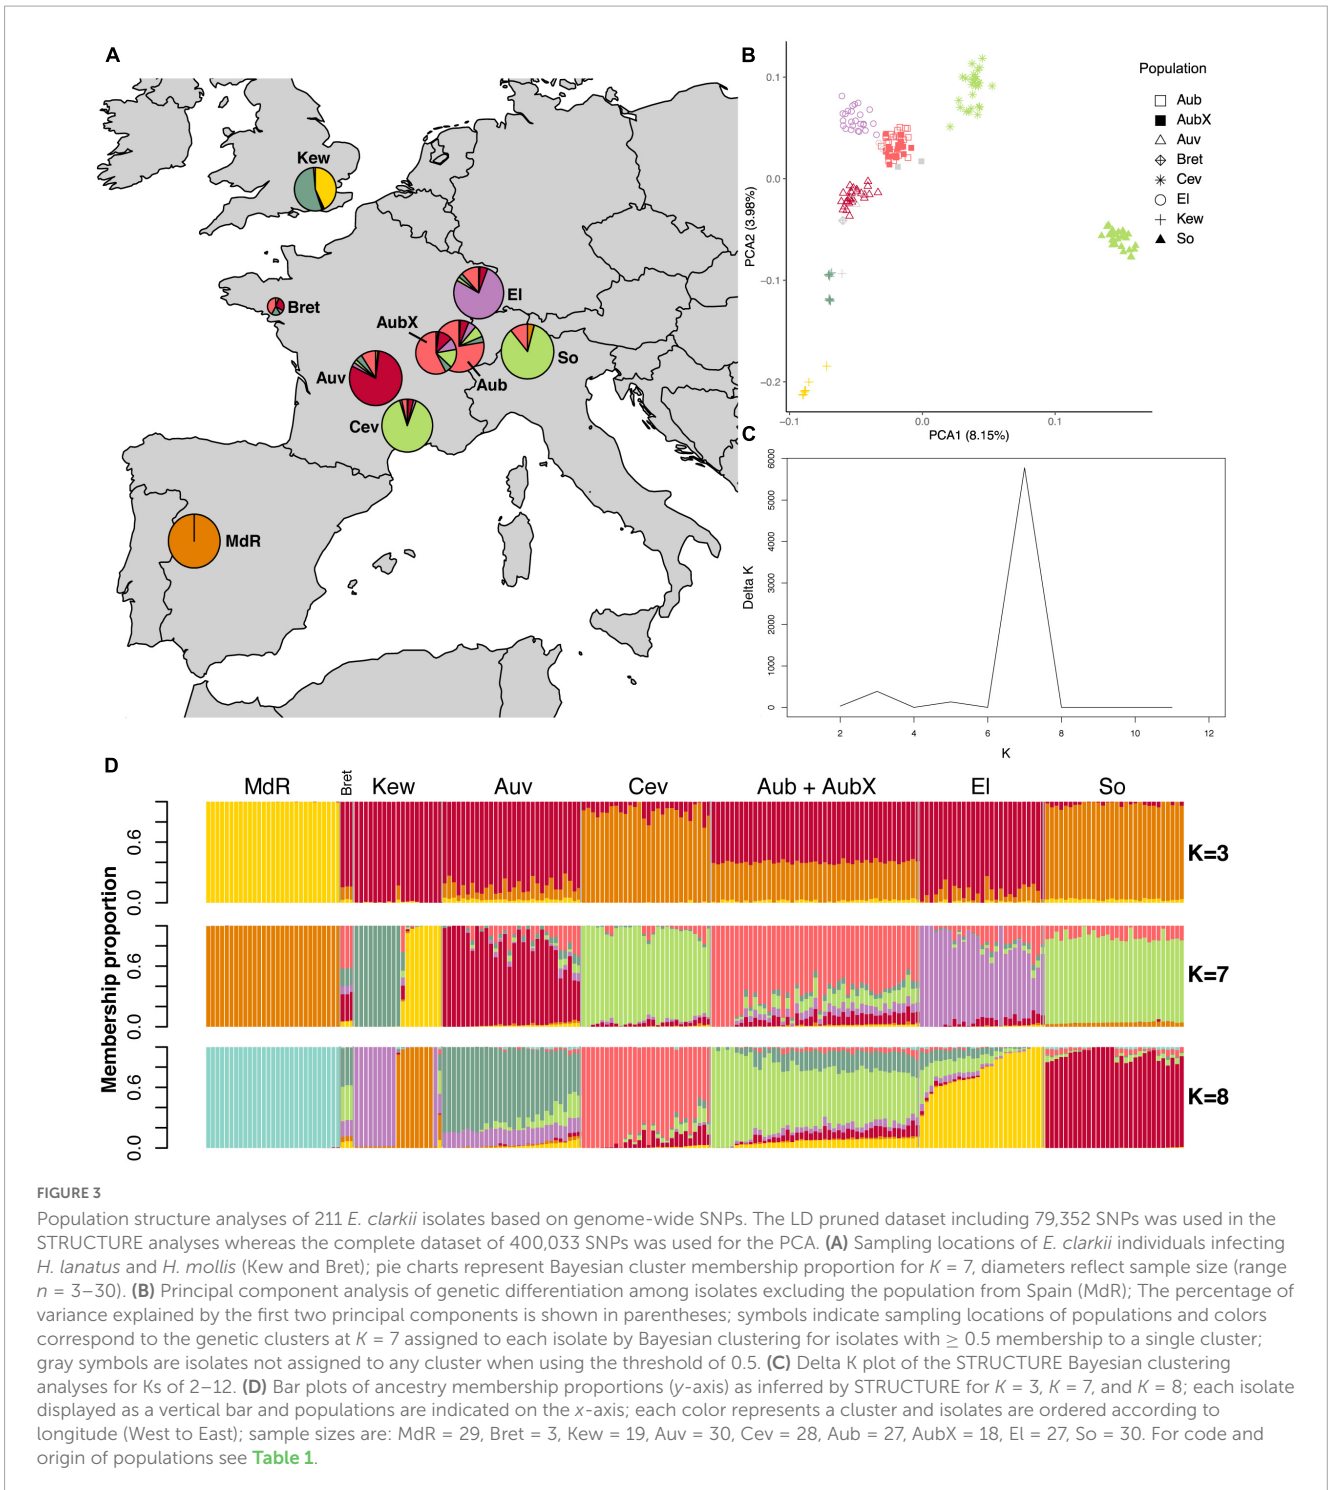 A
Kew
Bret
El
AubX
So
Auv
Aub
Cev
MdR
B
Population
Aub
AubX
Auv
Bret
Cev
El
Kew
So
PCA2 (3.98%)
0.1
0.0
−0.1
−0.2
−0.1
0.0
0.1
PCA1 (8.15%)
C
Delta K
6000
5000
4000
3000
2000
1000
0
2
4
6
8
10
12
K
D
MdR
Bret
Kew
Auv
Cev
Aub + AubX
El
So
Membership proportion
0.6
0.0
K=3
0.6
0.0
K=7
0.6
0.0
K=8
FIGURE 3
Population structure analyses of 211 E. clarkii isolates based on genome-wide SNPs. The LD pruned dataset including 79,352 SNPs was used in the
STRUCTURE analyses whereas the complete dataset of 400,033 SNPs was used for the PCA. (A) Sampling locations of E. clarkii individuals infecting
H. lanatus and H. mollis (Kew and Bret); pie charts represent Bayesian cluster membership proportion for K = 7, diameters reflect sample size (range
n = 3–30). (B) Principal component analysis of genetic differentiation among isolates excluding the population from Spain (MdR); The percentage of
variance explained by the first two principal components is shown in parentheses; symbols indicate sampling locations of populations and colors
correspond to the genetic clusters at K = 7 assigned to each isolate by Bayesian clustering for isolates with ≥ 0.5 membership to a single cluster;
gray symbols are isolates not assigned to any cluster when using the threshold of 0.5. (C) Delta K plot of the STRUCTURE Bayesian clustering
analyses for Ks of 2–12. (D) Bar plots of ancestry membership proportions (y-axis) as inferred by STRUCTURE for K = 3, K = 7, and K = 8; each isolate
displayed as a vertical bar and populations are indicated on the x-axis; each color represents a cluster and isolates are ordered according to
longitude (West to East); sample sizes are: MdR = 29, Bret = 3, Kew = 19, Auv = 30, Cev = 28, Aub = 27, AubX = 18, El = 27, So = 30. For code and
origin of populations see Table 1.